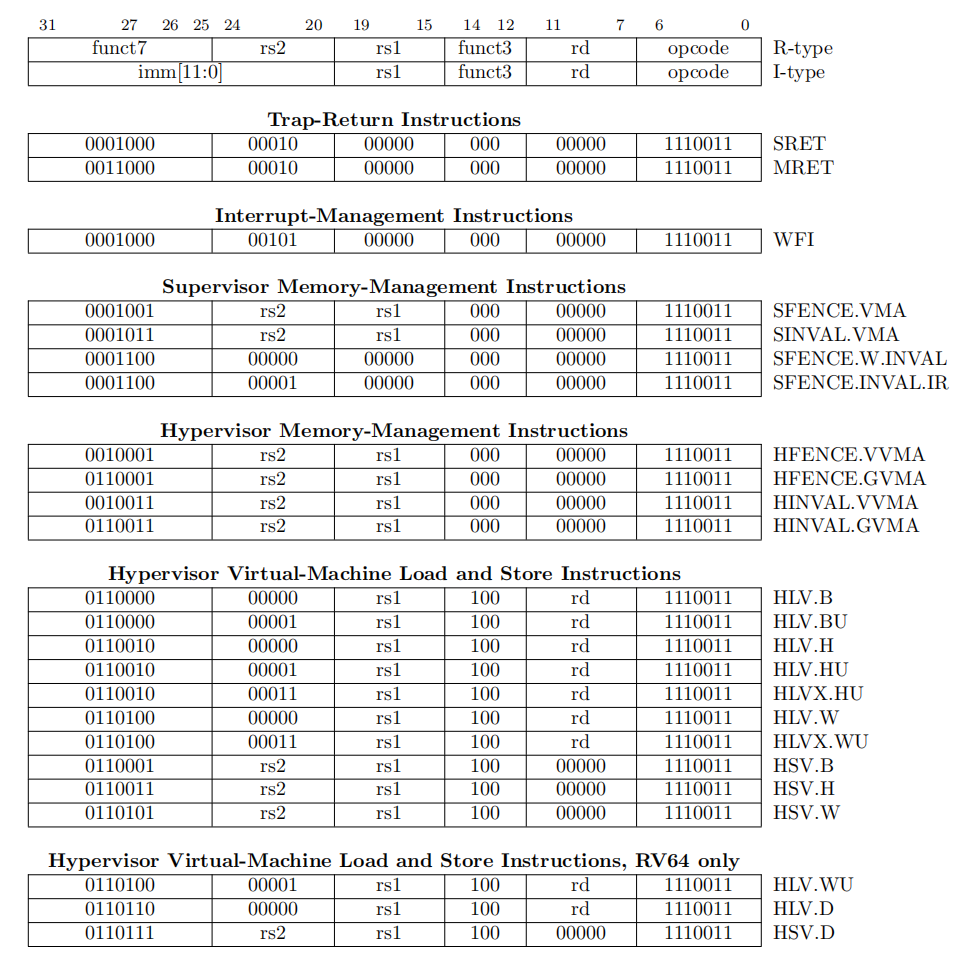 31 27 26 25 24 20 19 15 14 12 11 7 6 0
funct7 rs2 rs1 funct3 rd opcode R-type
imm[11:0] rs1 funct3 rd opcode I-type
Trap-Return Instructions
0001000 00010 00000 000 00000 1110011 SRET
0011000 00010 00000 000 00000 1110011 MRET
Interrupt-Management Instructions
0001000 00101 00000 000 00000 1110011 WFI
Supervisor Memory-Management Instructions
0001001 rs2 rs1 000 00000 1110011 SFENCE.VMA
0001011 rs2 rs1 000 00000 1110011 SINVAL.VMA
0001100 00000 00000 000 00000 1110011 SFENCE.W.INVAL
0001100 00001 00000 000 00000 1110011 SFENCE.INVAL.IR
Hypervisor Memory-Management Instructions
0010001 rs2 rs1 000 00000 1110011 HFENCE.VVMA
0110001 rs2 rs1 000 00000 1110011 HFENCE.GVMA
0010011 rs2 rs1 000 00000 1110011 HINVAL.VVMA
0110011 rs2 rs1 000 00000 1110011 HINVAL.GVMA
Hypervisor Virtual-Machine Load and Store Instructions
0110000 00000 rs1 100 rd 1110011 HLV.B
0110000 00001 rs1 100 rd 1110011 HLV.BU
0110010 00000 rs1 100 rd 1110011 HLV.H
0110010 00001 rs1 100 rd 1110011 HLV.HU
0110010 00011 rs1 100 rd 1110011 HLVX.HU
0110100 00000 rs1 100 rd 1110011 HLV.W
0110100 00011 rs1 100 rd 1110011 HLVX.WU
0110001 rs2 rs1 100 00000 1110011 HSV.B
0110011 rs2 rs1 100 00000 1110011 HSV.H
0110101 rs2 rs1 100 00000 1110011 HSV.W
Hypervisor Virtual-Machine Load and Store Instructions, RV64 only
0110100 00001 rs1 100 rd 1110011 HLV.WU
0110110 00000 rs1 100 rd 1110011 HLV.D
0110111 rs2 rs1 100 00000 1110011 HSV.D